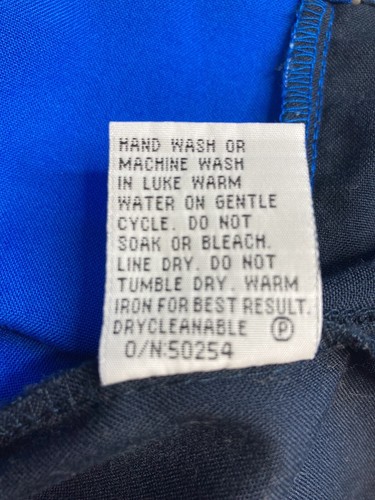 HAND WASH OR
MACHINE WASH
IN LUKE WARM
WATER ON GENTLE
CYCLE. DO NOT
SOAK OR BLEACH.
LINE DRY. DO NOT
TUMBLE DRY. WARM
IRON FOR BEST RESULT.
DRYCLEANABLE Ⓟ
O/N:50254